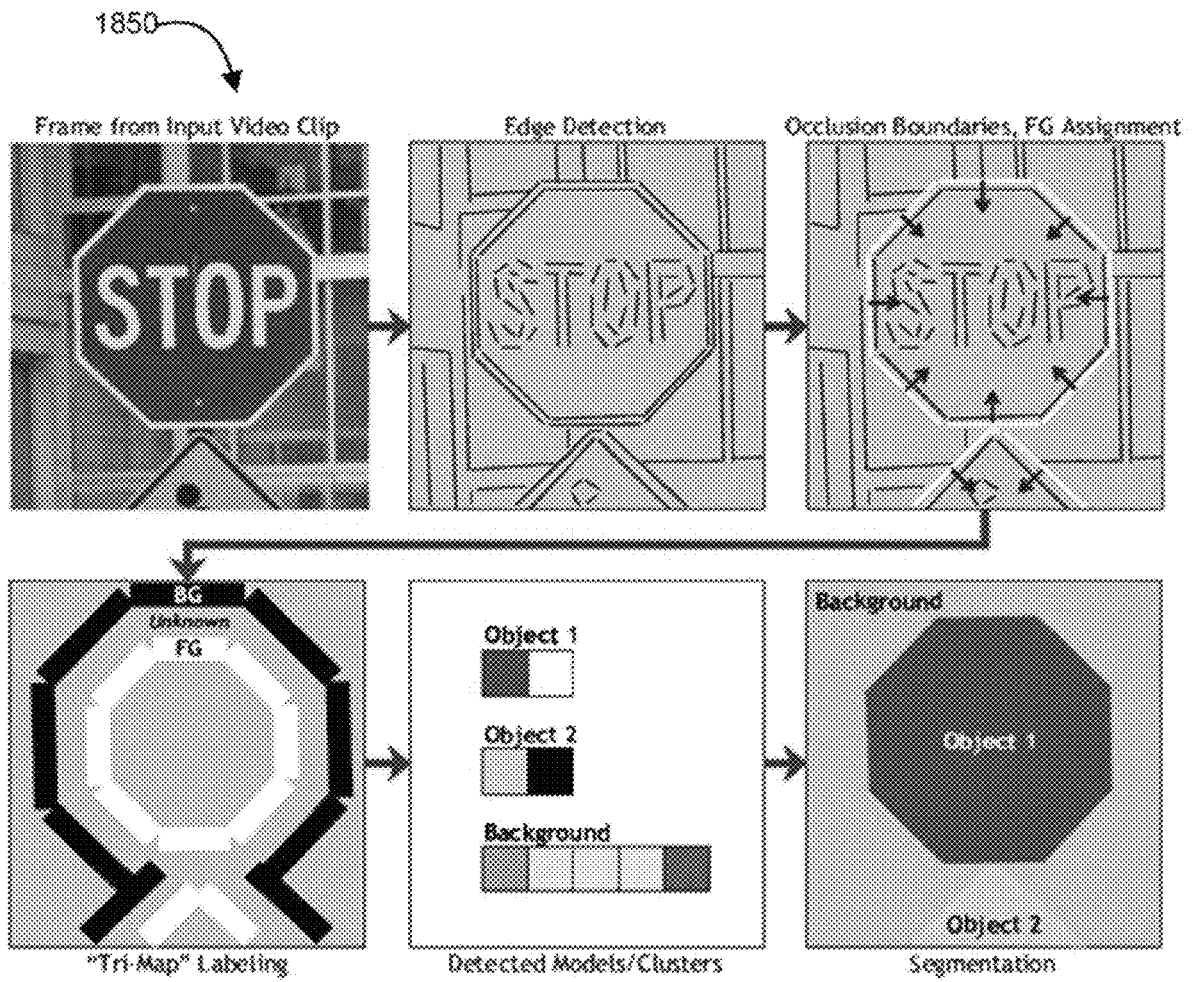 1850
Frame from Input Video Clip
Edge Detection
Occlusion Boundaries, FG Assignment
STOP
STOP
STOP
BG
Unknown
FG
Object 1
Object 2
Background
Background
Object 1
Object 2
"Tri-Map" Labeling
Detected Models/Clusters
Segmentation